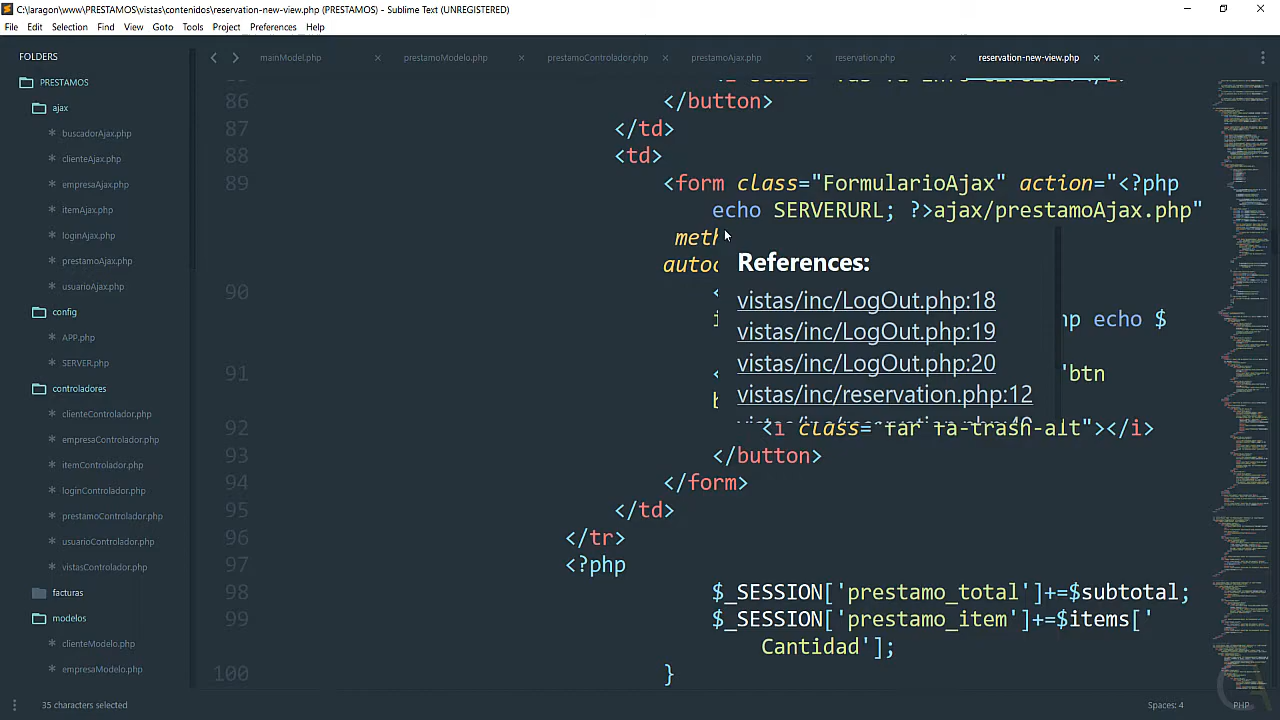 C:\laragon\www\PRESTAMOS\vistas\contenidos\reservation-new-view.php (PRESTAMOS) - Sublime Text (UNREGISTERED)
File Edit Selection Find View Goto Tools Project Preferences Help
FOLDERS
PRESTAMOS
ajax
buscadorAjax.php
clienteAjax.php
empresaAjax.php
itemAjax.php
loginAjax.php
prestamoAjax.php
usuarioAjax.php
config
APP.php
SERVER.php
controladores
clienteControlador.php
empresaControlador.php
itemControlador.php
loginControlador.php
prestamoControlador.php
usuarioControlador.php
vistasControlador.php
facturas
modelos
clienteModelo.php
empresaModelo.php
mainModel.php prestamoModelo.php prestamoControlador.php prestamoAjax.php reservation.php reservation-new-view.php
86 </button>
87 </td>
88 <td>
89 <form class="FormularioAjax" action="<?php
echo SERVERURL; ?>ajax/prestamoAjax.php"
meth
autoc
References:
90 <
vistas/inc/LogOut.php:18
i hp echo $
vistas/inc/LogOut.php:19
vistas/inc/LogOut.php:20
91 < "btn
b vistas/inc/reservation.php:12
92 <i class="far fa-trash-alt"></i>
93 </button>
94 </form>
95 </td>
96 </tr>
97 <?php
98 $_SESSION['prestamo_total']+=$subtotal;
99 $_SESSION['prestamo_item']+=$items['
Cantidad'];
100 }
35 characters selected
Spaces: 4 PHP